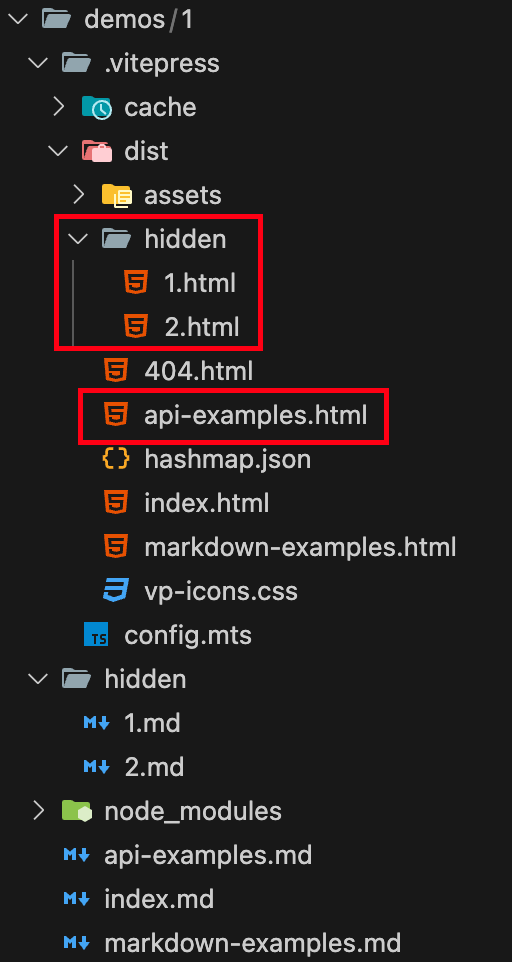 demos/1
.vitepress
cache
dist
assets
hidden
1.html
2.html
404.html
api-examples.html
{} hashmap.json
index.html
markdown-examples.html
vp-icons.css
TS config.mts
hidden
M 1.md
M 2.md
node_modules
M api-examples.md
M index.md
M markdown-examples.md